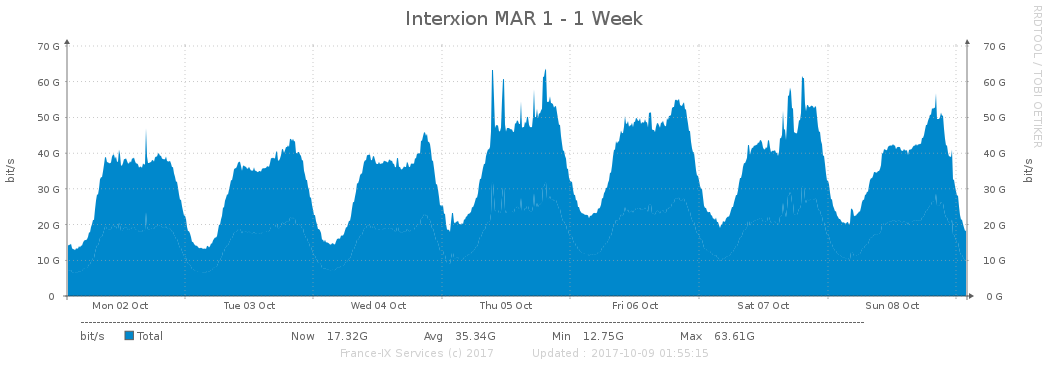 Interxion MAR 1 - 1 Week
RRDTOOL / TOBI OETIKER
bit/s
70 G 70 G
60 G 60 G
50 G 50 G
40 G 40 G
30 G 30 G
20 G 20 G
10 G 10 G
0 0 G
bit/s
Mon 02 Oct Tue 03 Oct Wed 04 Oct Thu 05 Oct Fri 06 Oct Sat 07 Oct Sun 08 Oct
bit/s Total Now 17.32G Avg 35.34G Min 12.75G Max 63.61G
France-IX Services (c) 2017 Updated : 2017-10-09 01:55:15